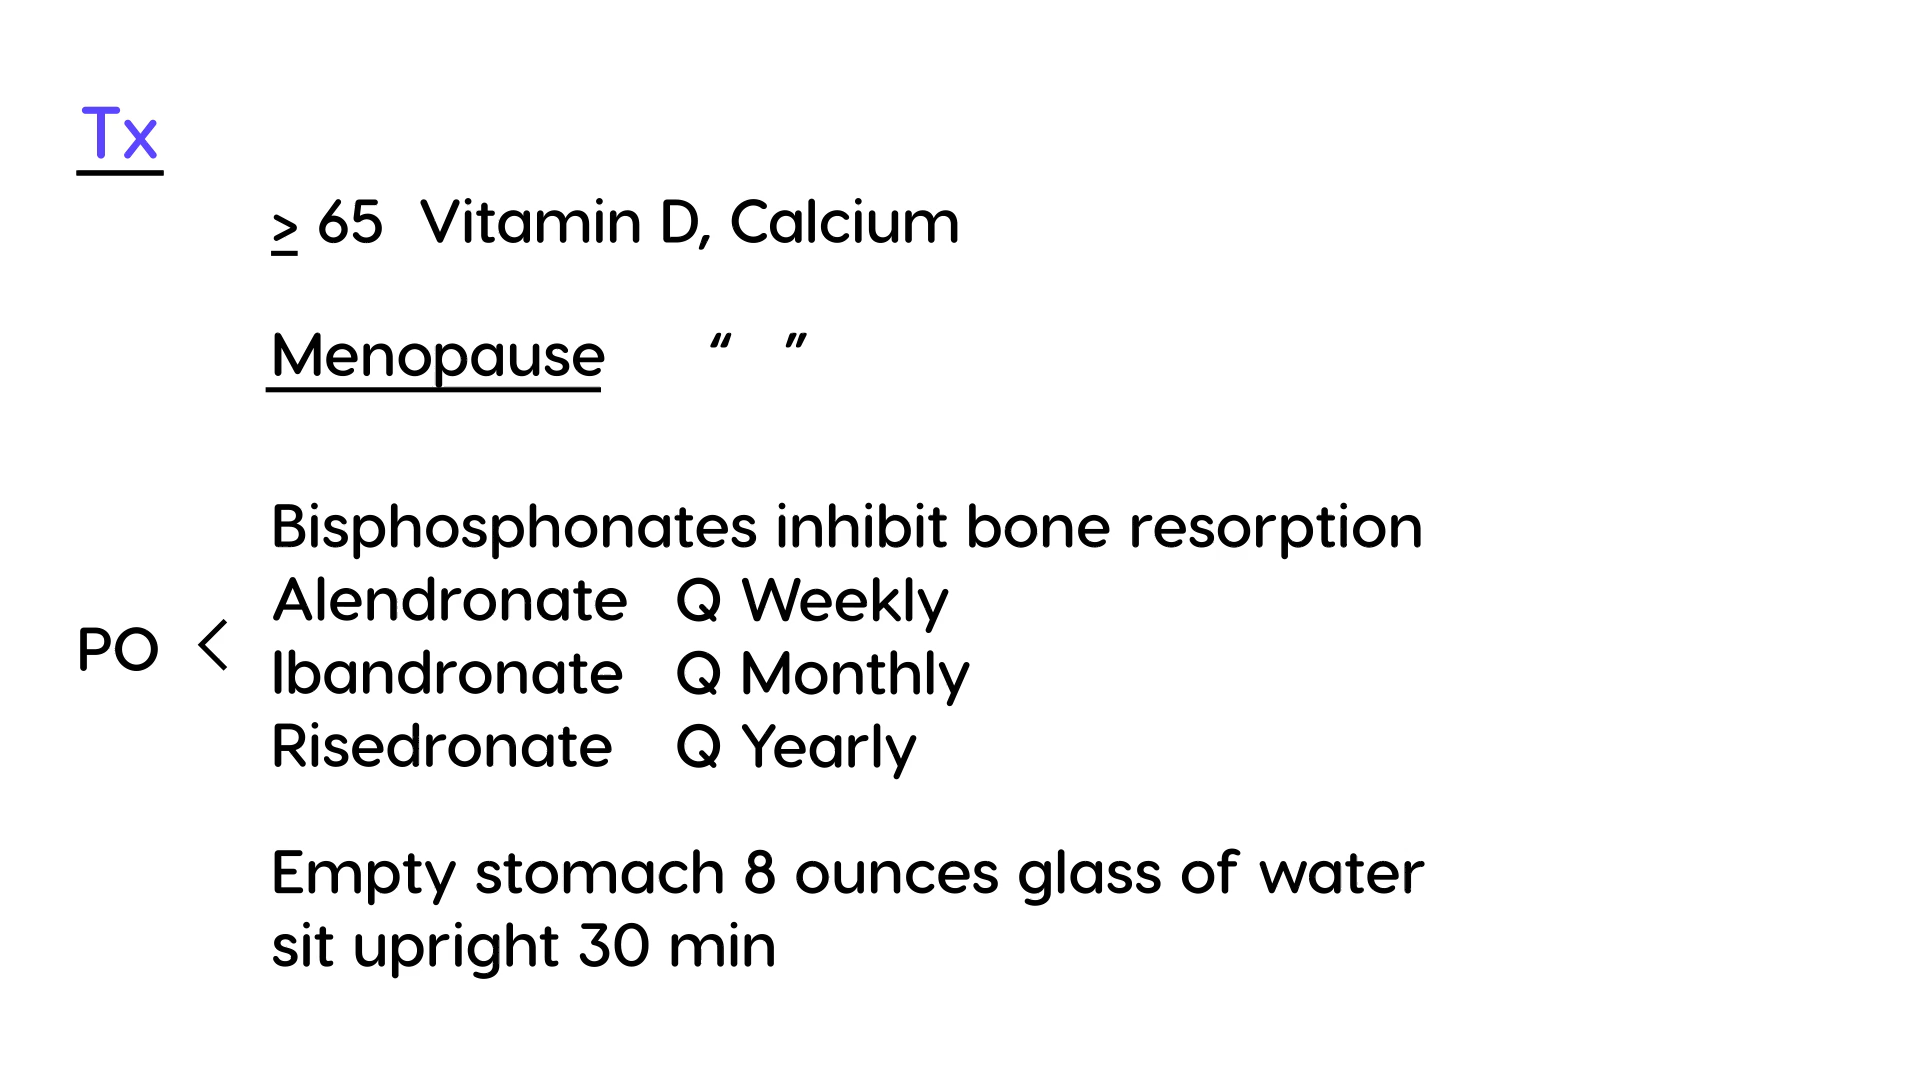 Tx
≥ 65 Vitamin D, Calcium
Menopause “ ”
Bisphosphonates inhibit bone resorption
Alendronate Q Weekly
PO <
Ibandronate Q Monthly
Risedronate Q Yearly
Empty stomach 8 ounces glass of water
sit upright 30 min